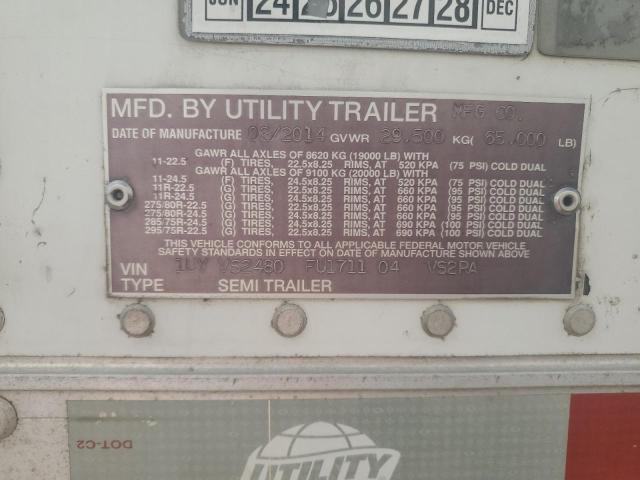 JUN 24 25 26 27 28 DEC
MFD. BY UTILITY TRAILER MFG CO.
DATE OF MANUFACTURE 08/2014 GVWR 29,500 KG( 65,000 LB)
GAWR ALL AXLES OF 8620 KG (19000 LB) WITH
11-22.5 (F) TIRES, 22.5x8.25 RIMS, AT 520 KPA (75 PSI) COLD DUAL
GAWR ALL AXLES OF 9100 KG (20000 LB) WITH
11-24.5 (F) TIRES, 24.5x8.25 RIMS, AT 520 KPA (75 PSI) COLD DUAL
11R-22.5 (G) TIRES, 22.5x8.25 RIMS, AT 660 KPA (95 PSI) COLD DUAL
11R-24.5 (G) TIRES, 24.5x8.25 RIMS, AT 660 KPA (95 PSI) COLD DUAL
275/80R-22.5 (G) TIRES, 22.5x8.25 RIMS, AT 660 KPA (95 PSI) COLD DUAL
275/80R-24.5 (G) TIRES, 24.5x8.25 RIMS, AT 660 KPA (95 PSI) COLD DUAL
285/75R-24.5 (G) TIRES, 24.5x8.25 RIMS, AT 690 KPA (100 PSI) COLD DUAL
295/75R-22.5 (G) TIRES, 22.5x8.25 RIMS, AT 690 KPA (100 PSI) COLD DUAL
THIS VEHICLE CONFORMS TO ALL APPLICABLE FEDERAL MOTOR VEHICLE
SAFETY STANDARDS IN EFFECT ON DATE OF MANUFACTURE SHOWN ABOVE
VIN 1UY VS2480 FU1711 04 VS2RA
TYPE SEMI TRAILER
DOT-C2
UTILITY